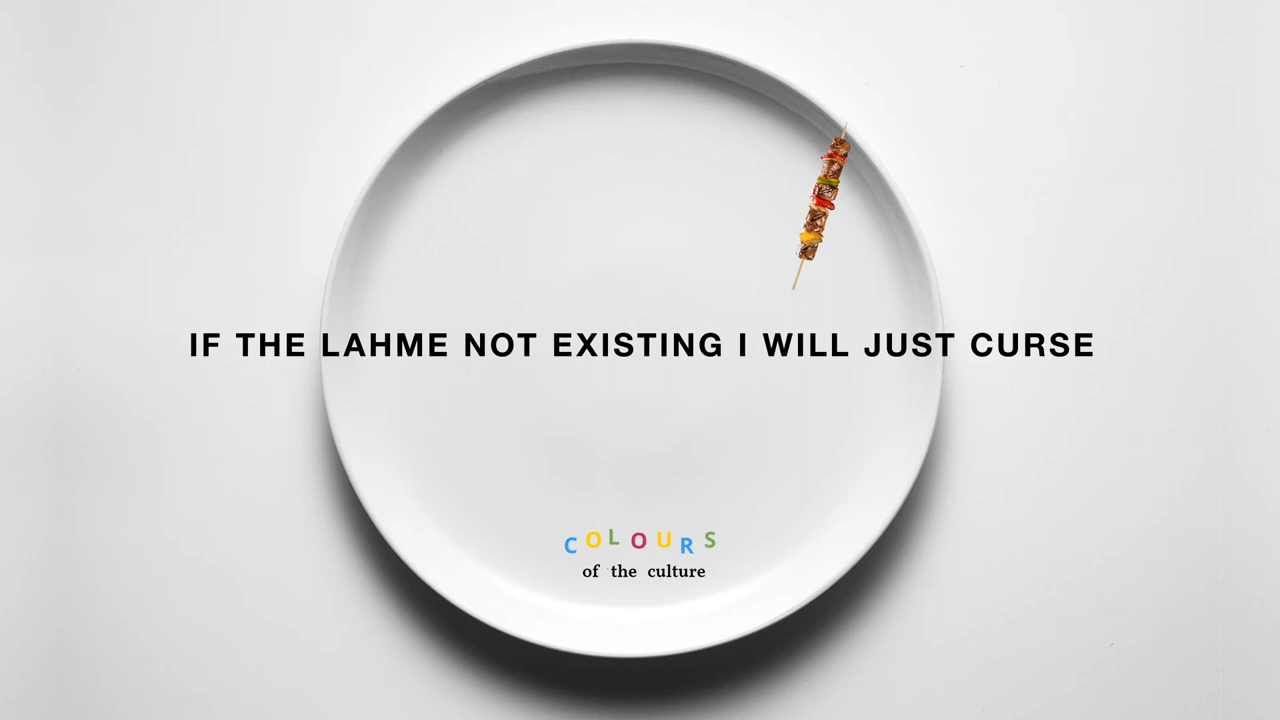 IF THE LAHME NOT EXISTING I WILL JUST CURSE
COLOURS
of the culture